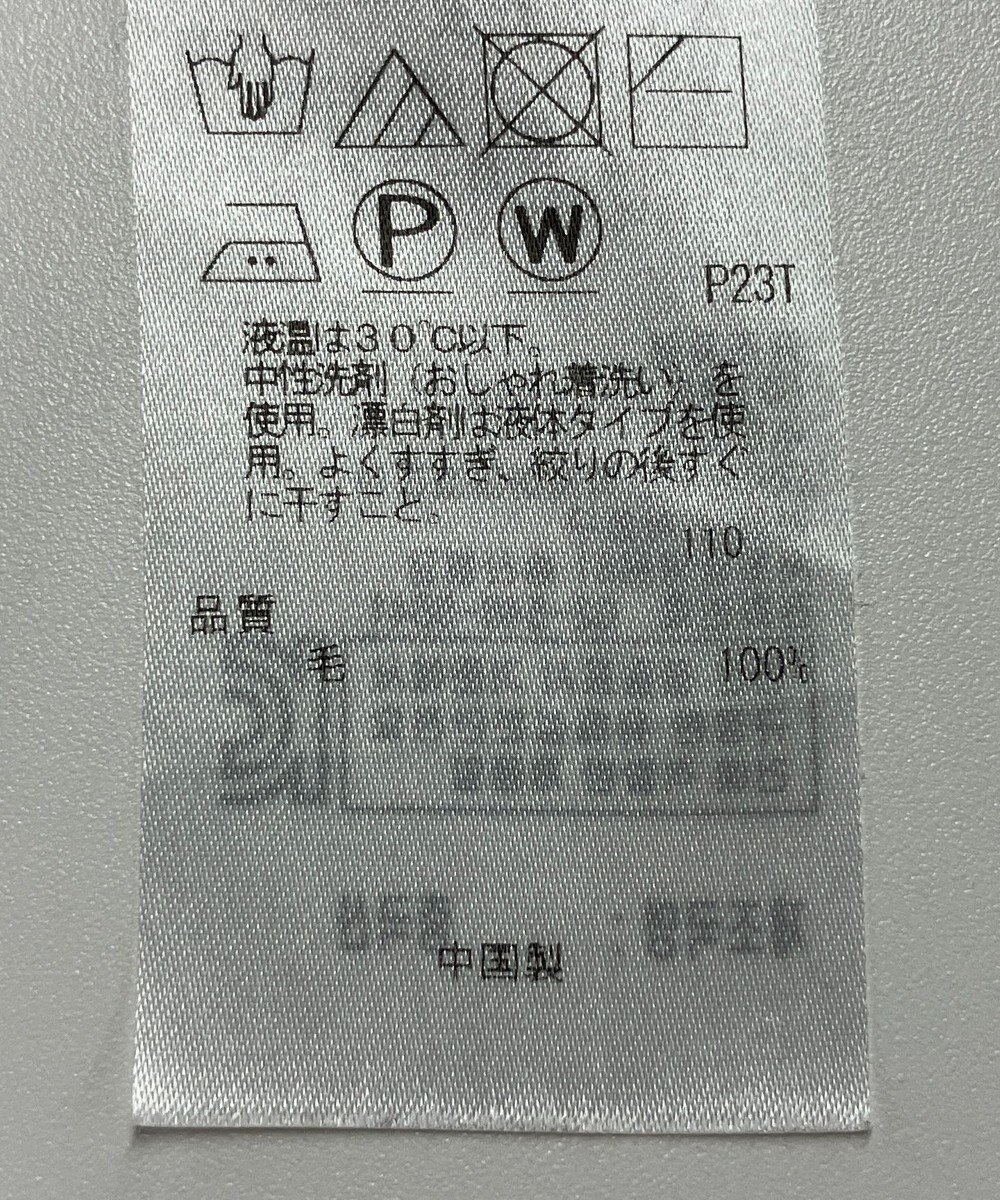 P W
P23T
液温は30℃以下。
中性洗剤(おしゃれ着洗い)を
使用。漂白剤は液体タイプを使
用。よくすすぎ、絞りの後すぐ
に干すこと。
110
品質
毛 100%
中国製